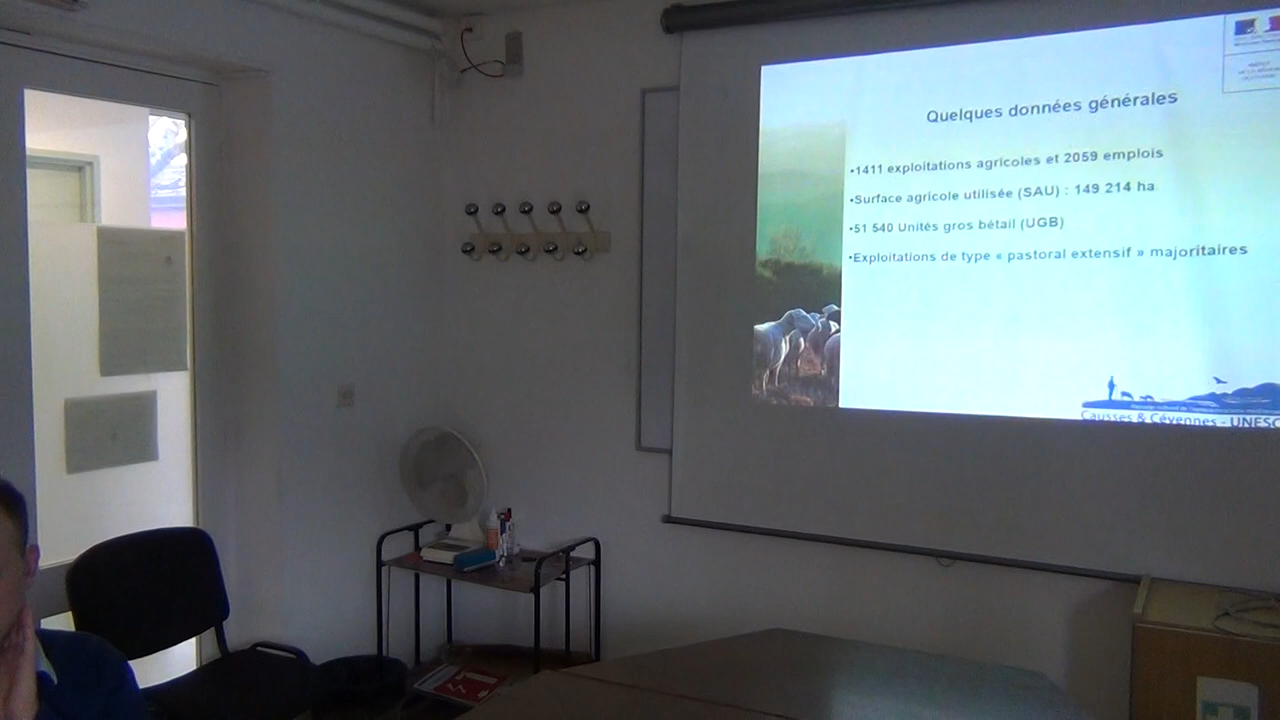 Quelques données générales
•1411 exploitations agricoles et 2059 emplois
•Surface agricole utilisée (SAU) : 149 214 ha
•51 540 Unités gros bétail (UGB)
•Exploitations de type « pastoral extensif » majoritaires
Causses & Cévennes - UNESC